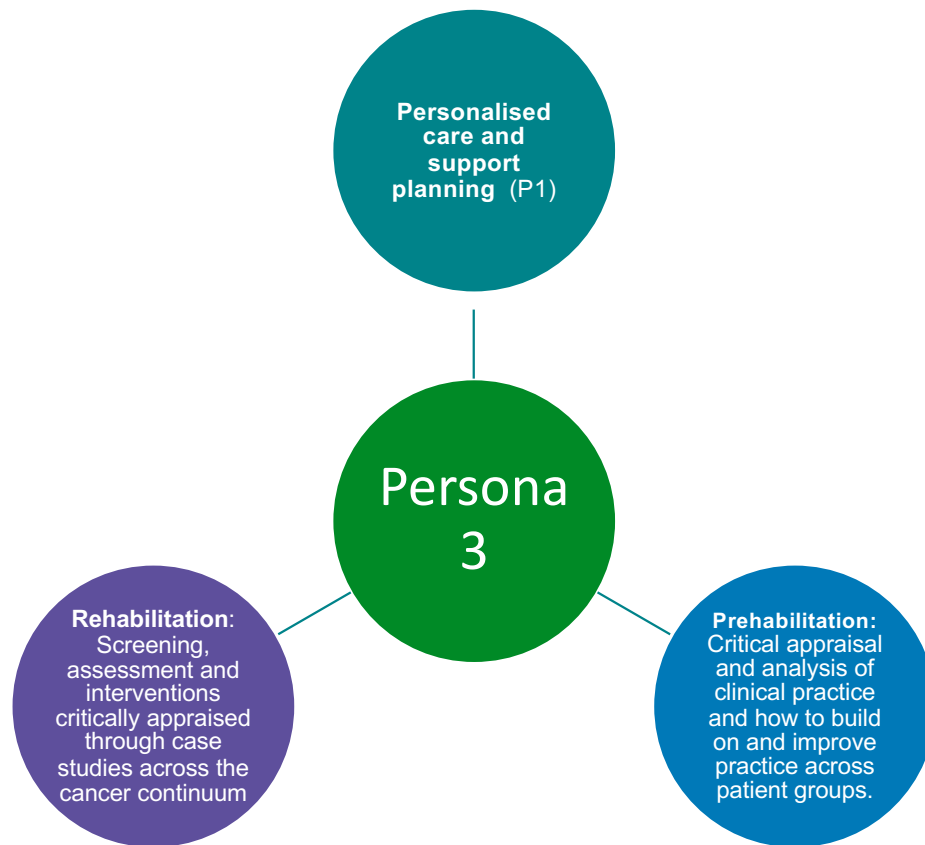 Personalised
care and
support
planning (P1)
Persona
3
Rehabilitation:
Screening,
assessment and
interventions
critically appraised
through case
studies across the
cancer continuum
Prehabilitation:
Critical appraisal
and analysis of
clinical practice
and how to build
on and improve
practice across
patient groups.